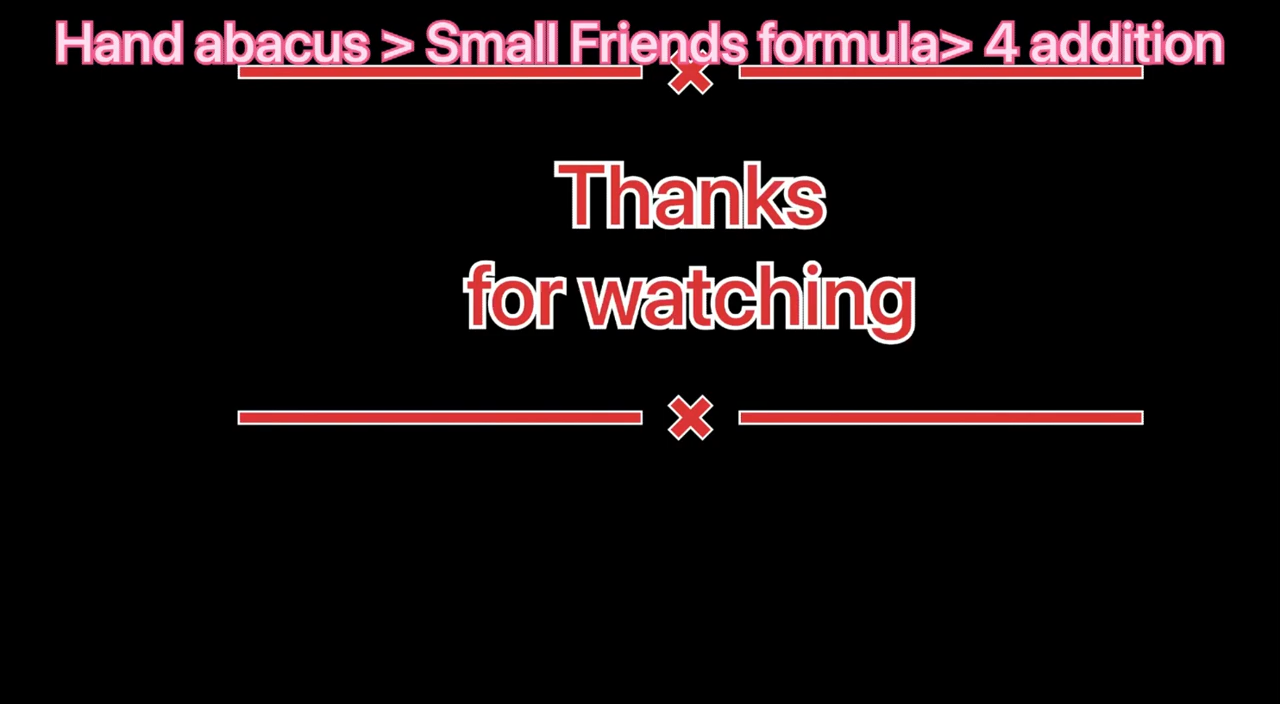 Hand abacus > Small Friends formula> 4 addition
Thanks
for watching